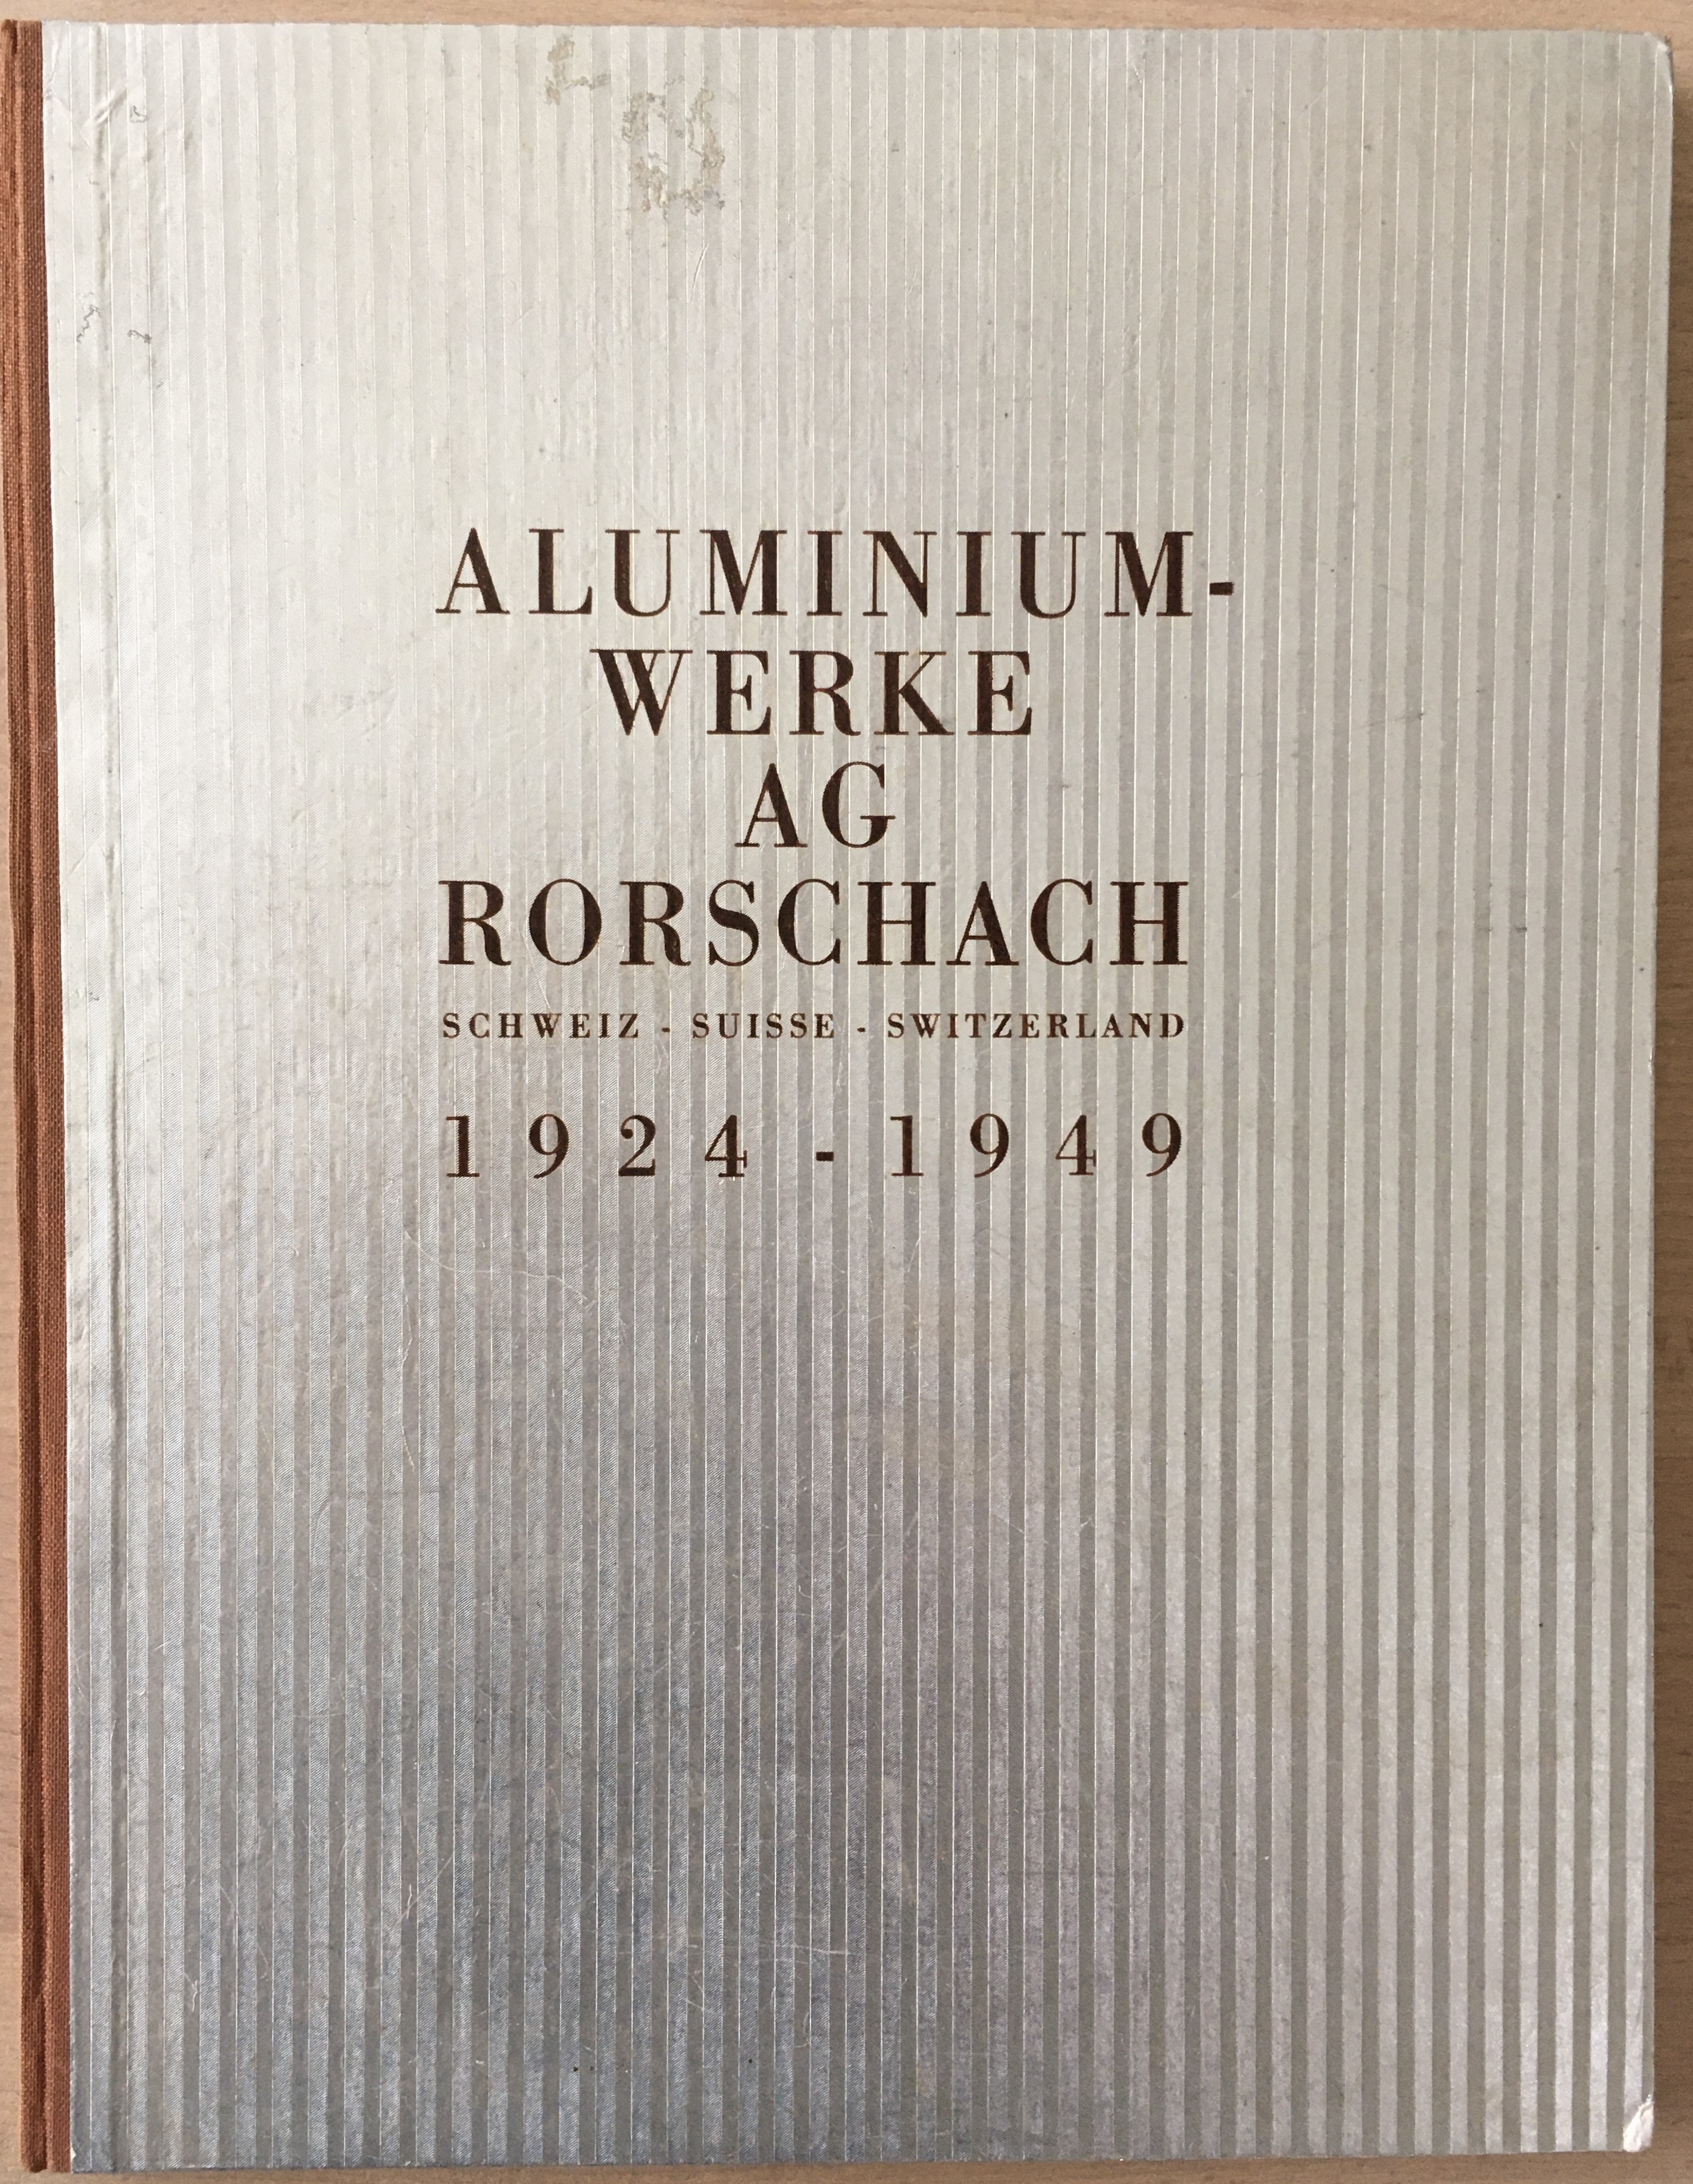 ALUMINIUM-
WERKE
AG
RORSCHACH
SCHWEIZ - SUISSE - SWITZERLAND
1924 - 1949